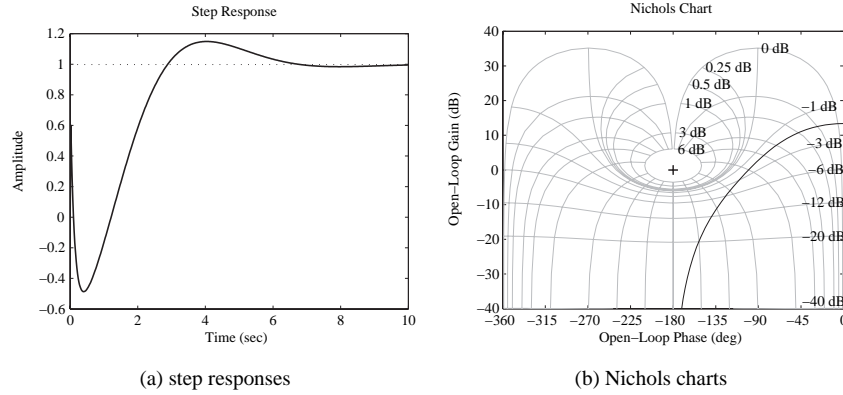 Step Response
1.2
1
0.8
0.6
0.4
0.2
0
−0.2
−0.4
−0.6
0
2
4
6
8
10
Amplitude
Time (sec)
(a) step responses
Nichols Chart
40
30
20
10
0
−10
−20
−30
−40
−360
−315
−270
−225
−180
−135
−90
−45
0
Open−Loop Gain (dB)
Open−Loop Phase (deg)
0 dB
0.25 dB
0.5 dB
1 dB
3 dB
6 dB
−1 dB
−3 dB
−6 dB
−12 dB
−20 dB
−40 dB
(b) Nichols charts